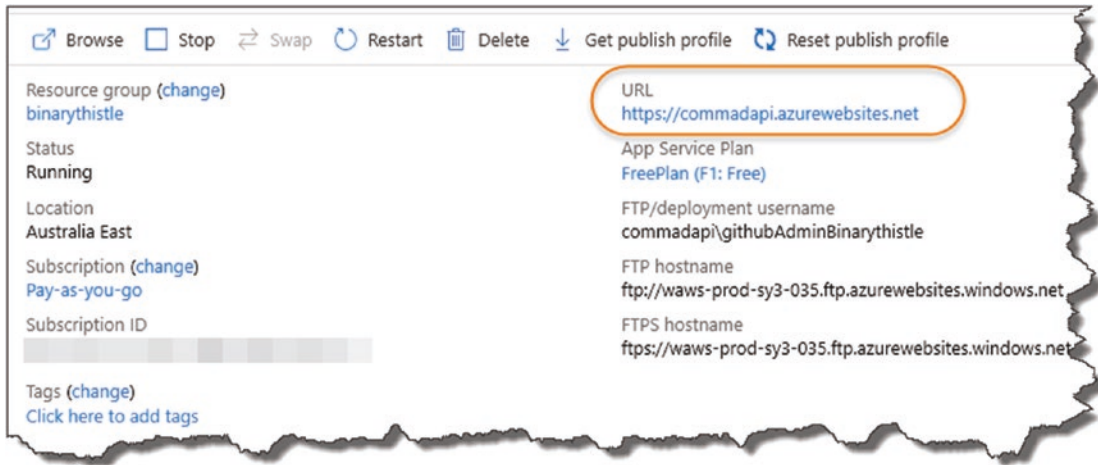 Browse Stop Swap Restart Delete Get publish profile Reset publish profile
Resource group (change)
binarythistle
Status
Running
Location
Australia East
Subscription (change)
Pay-as-you-go
Subscription ID
Tags (change)
Click here to add tags
URL
https://commadapi.azurewebsites.net
App Service Plan
FreePlan (F1: Free)
FTP/deployment username
commadapi\githubAdminBinarythistle
FTP hostname
ftp://waws-prod-sy3-035.ftp.azurewebsites.windows.net
FTPS hostname
ftps://waws-prod-sy3-035.ftp.azurewebsites.windows.net